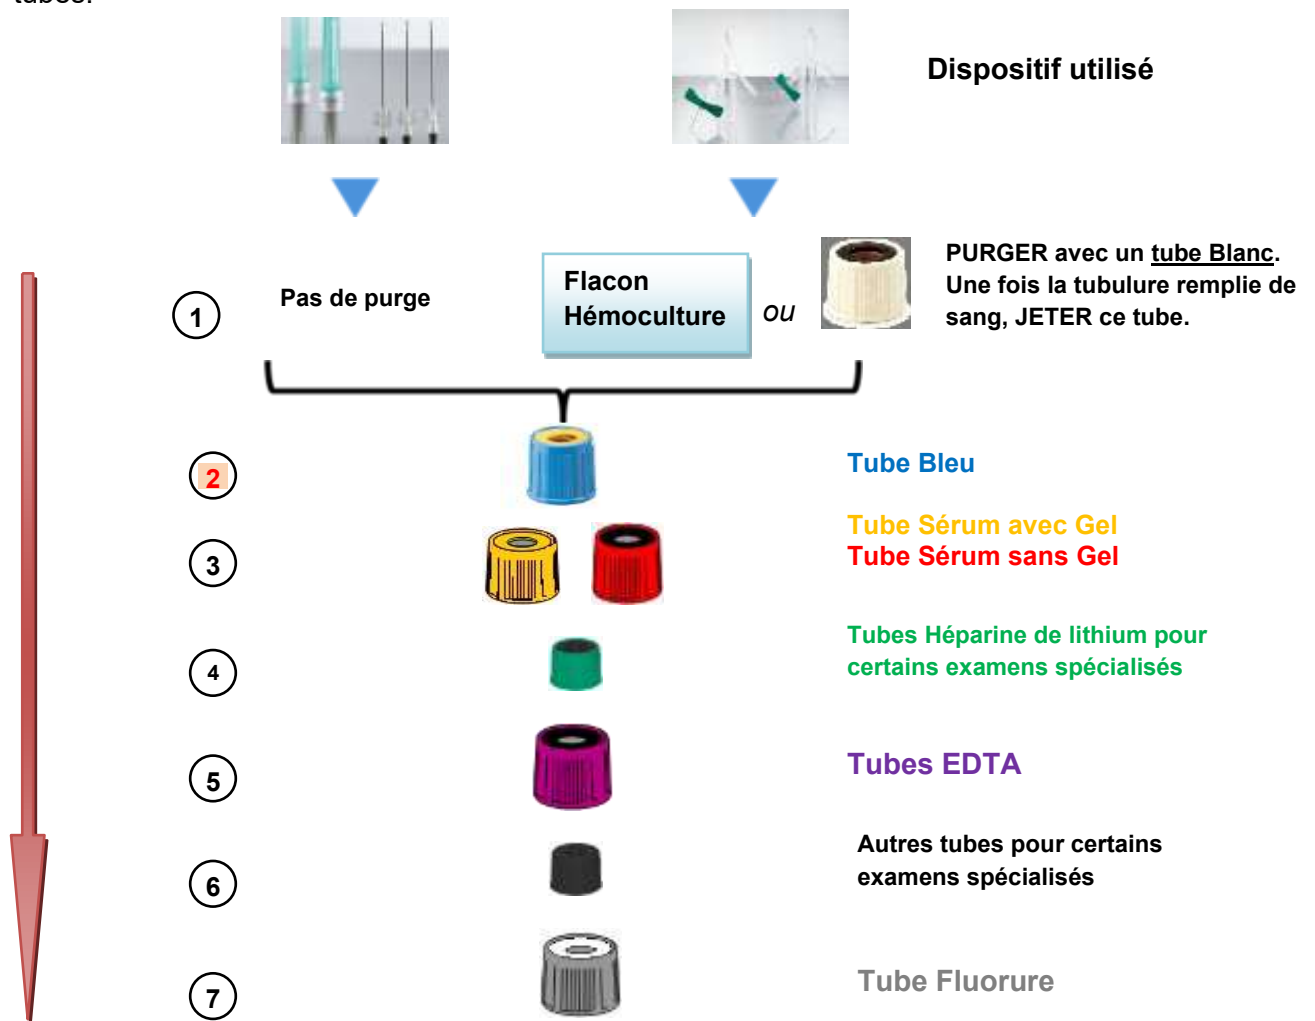 tubes.
Dispositif utilisé
1
Pas de purge
Flacon
Hémoculture
ou
PURGER avec un tube Blanc.
Une fois la tubulure remplie de
sang, JETER ce tube.
2
Tube Bleu
3
Tube Sérum avec Gel
Tube Sérum sans Gel
4
Tubes Héparine de lithium pour
certains examens spécialisés
5
Tubes EDTA
6
Autres tubes pour certains
examens spécialisés
7
Tube Fluorure